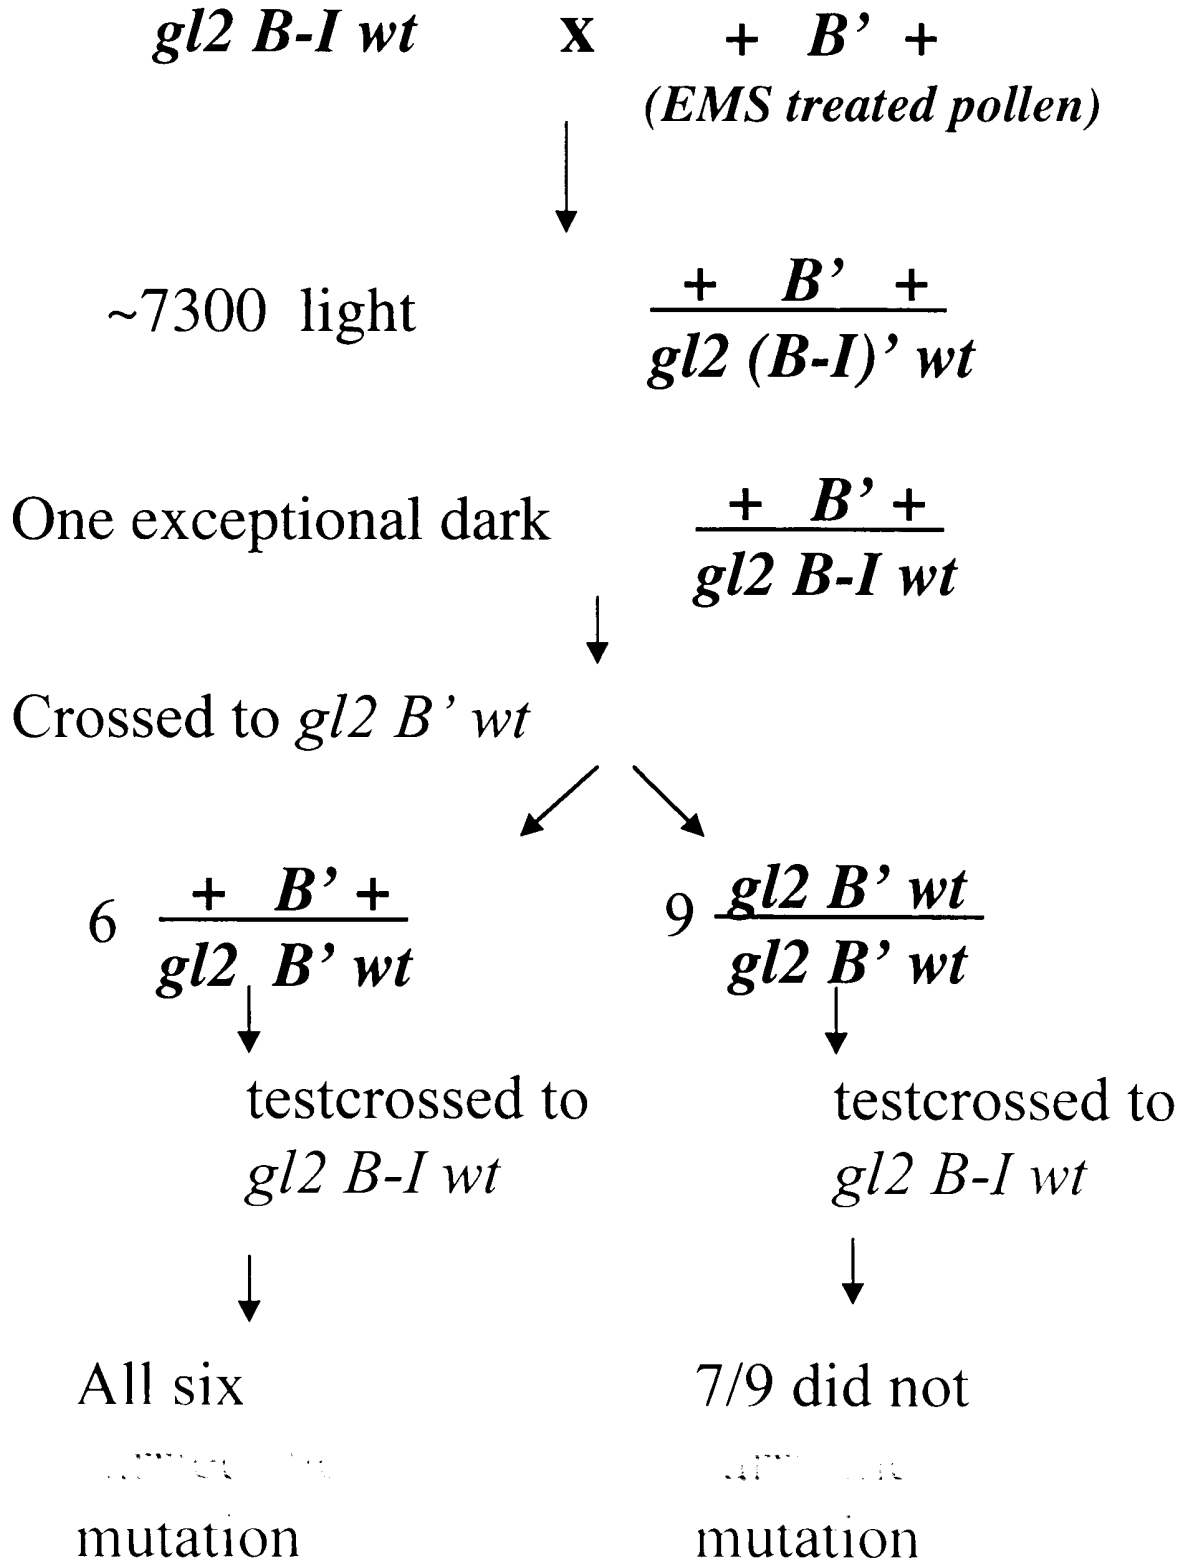 gl2 B-I wt x + B’ +
(EMS treated pollen)
~7300 light
+ B’ +
gl2 (B-I)’ wt
One exceptional dark
+ B’ +
gl2 B-I wt
Crossed to gl2 B’ wt
6
+ B’ +
gl2 B’ wt
9
gl2 B’ wt
gl2 B’ wt
testcrossed to
gl2 B-I wt
testcrossed to
gl2 B-I wt
All six
mutation
7/9 did not
mutation